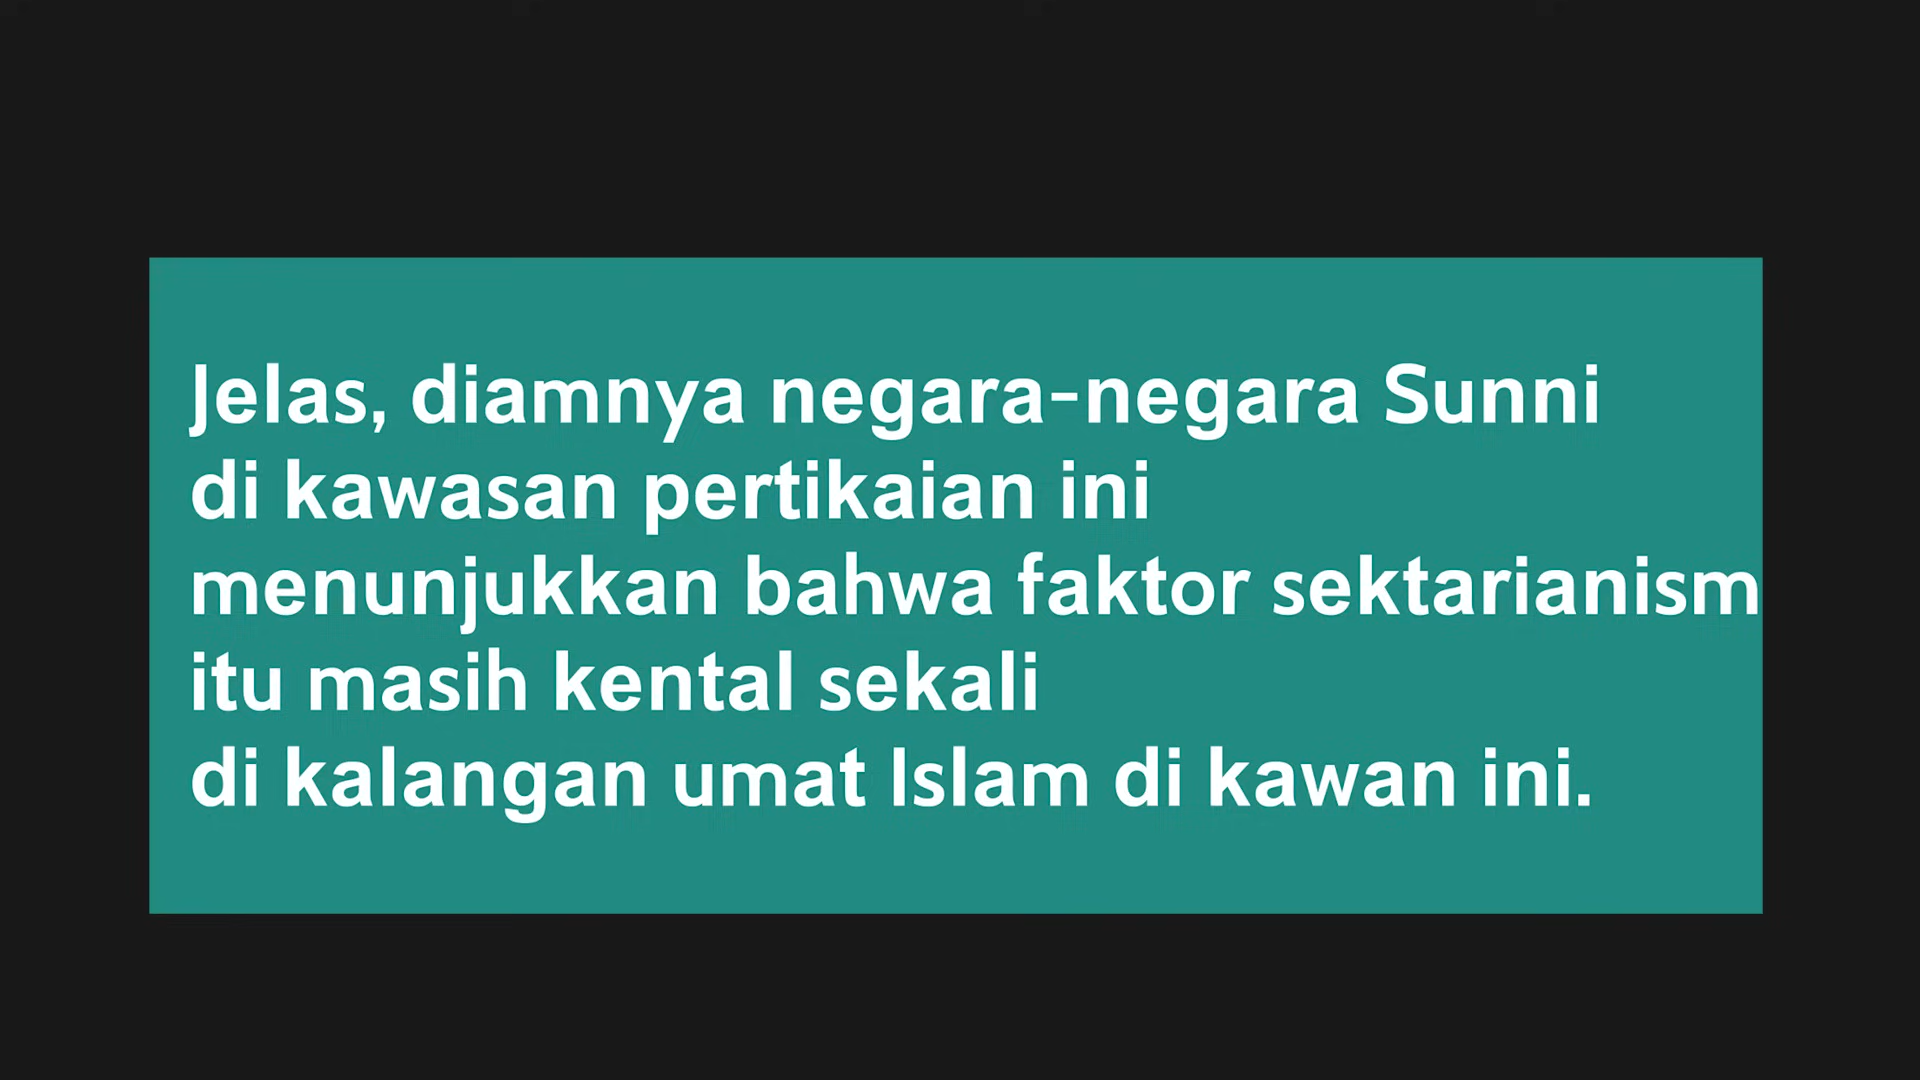 Jelas, diamnya negara-negara Sunni
di kawasan pertikaian ini
menunjukkan bahwa faktor sektarianism
itu masih kental sekali
di kalangan umat Islam di kawan ini.